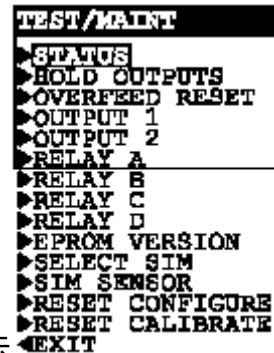 TEST/MAINT
▶STATUS
▶HOLD OUTPUTS
▶OVERFEED RESET
▶OUTPUT 1
▶OUTPUT 2
▶RELAY A
▶RELAY B
▶RELAY C
▶RELAY D
▶EPROM VERSION
▶SELECT SIM
▶SIM SENSOR
▶RESET CONFIGURE
▶RESET CALIBRATE
◀EXIT